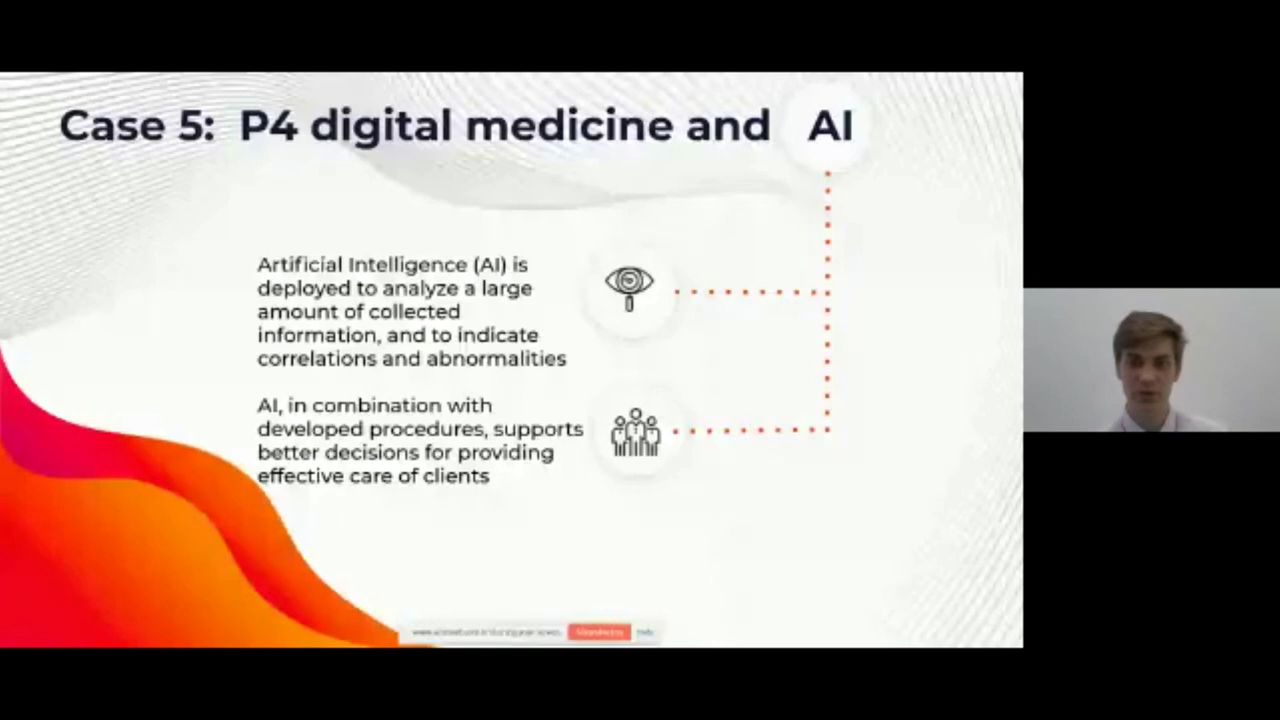 Case 5: P4 digital medicine and AI
Artificial Intelligence (AI) is
deployed to analyze a large
amount of collected
information, and to indicate
correlations and abnormalities
AI, in combination with
developed procedures, supports
better decisions for providing
effective care of clients